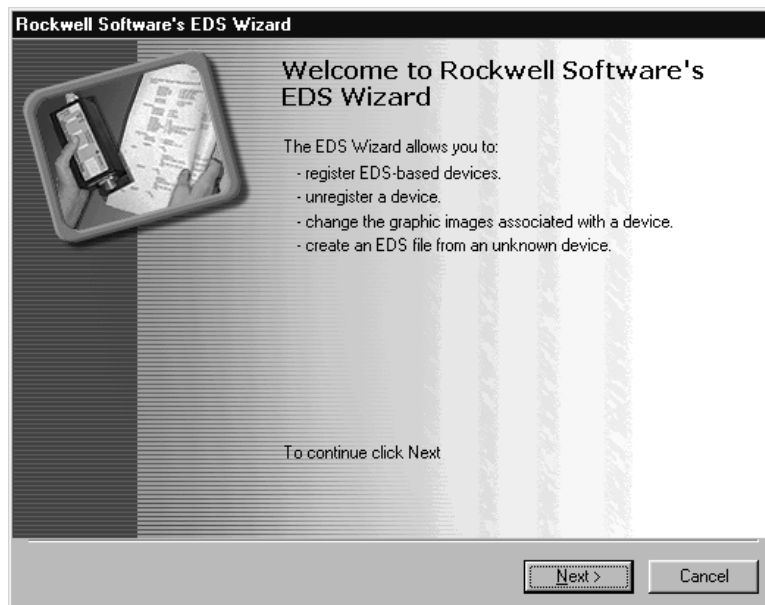 Rockwell Software's EDS Wizard
Welcome to Rockwell Software's
EDS Wizard
The EDS Wizard allows you to:
- register EDS-based devices.
- unregister a device.
- change the graphic images associated with a device.
- create an EDS file from an unknown device.
To continue click Next
Next >
Cancel